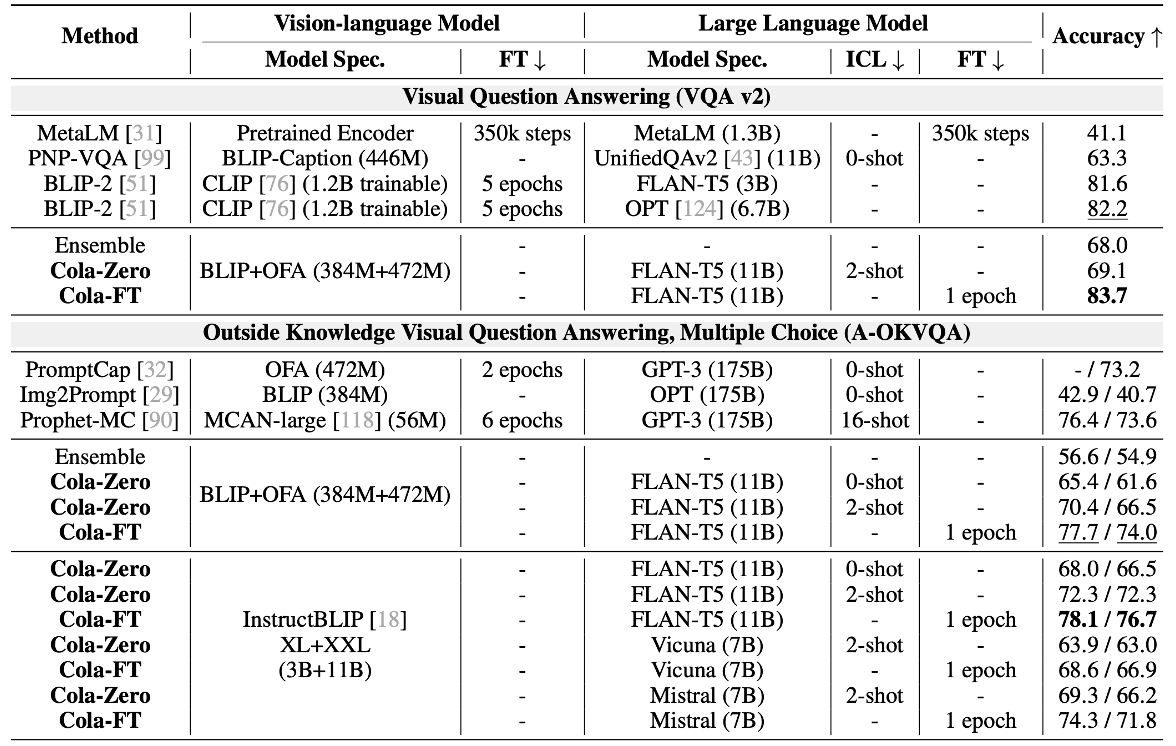 Method Vision-language Model Large Language Model Accuracy ↑
Model Spec. FT ↓ Model Spec. ICL ↓ FT ↓
Visual Question Answering (VQA v2)
MetaLM [31] Pretrained Encoder 350k steps MetaLM (1.3B) - 350k steps 41.1
PNP-VQA [99] BLIP-Caption (446M) - UnifiedQAv2 [43] (11B) 0-shot - 63.3
BLIP-2 [51] CLIP [76] (1.2B trainable) 5 epochs FLAN-T5 (3B) - - 81.6
BLIP-2 [51] CLIP [76] (1.2B trainable) 5 epochs OPT [124] (6.7B) - - 82.2
Ensemble - - - - 68.0
Cola-Zero BLIP+OFA (384M+472M) - FLAN-T5 (11B) 2-shot - 69.1
Cola-FT - FLAN-T5 (11B) - 1 epoch 83.7
Outside Knowledge Visual Question Answering, Multiple Choice (A-OKVQA)
PromptCap [32] OFA (472M) 2 epochs GPT-3 (175B) 0-shot - - / 73.2
Img2Prompt [29] BLIP (384M) - OPT (175B) 0-shot - 42.9 / 40.7
Prophet-MC [90] MCAN-large [118] (56M) 6 epochs GPT-3 (175B) 16-shot - 76.4 / 73.6
Ensemble - - - - 56.6 / 54.9
Cola-Zero BLIP+OFA (384M+472M) - FLAN-T5 (11B) 0-shot - 65.4 / 61.6
Cola-Zero - FLAN-T5 (11B) 2-shot - 70.4 / 66.5
Cola-FT - FLAN-T5 (11B) - 1 epoch 77.7 / 74.0
Cola-Zero - FLAN-T5 (11B) 0-shot - 68.0 / 66.5
Cola-Zero - FLAN-T5 (11B) 2-shot - 72.3 / 72.3
Cola-FT InstructBLIP [18] - FLAN-T5 (11B) - 1 epoch 78.1 / 76.7
Cola-Zero XL+XXL - Vicuna (7B) 2-shot - 63.9 / 63.0
Cola-FT (3B+11B) - Vicuna (7B) - 1 epoch 68.6 / 66.9
Cola-Zero - Mistral (7B) 2-shot - 69.3 / 66.2
Cola-FT - Mistral (7B) - 1 epoch 74.3 / 71.8